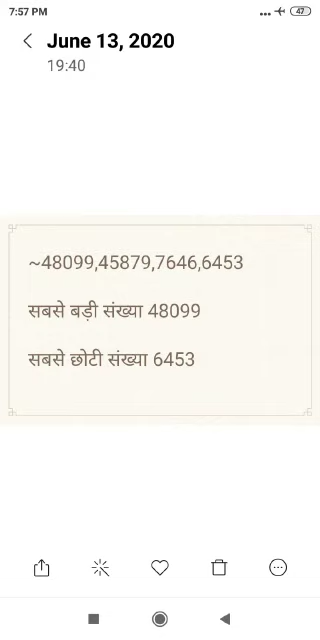 7:57 PM
47
June 13, 2020
19:40
~48099,45879,7646,6453
सबसे बड़ी संख्या 48099
सबसे छोटी संख्या 6453